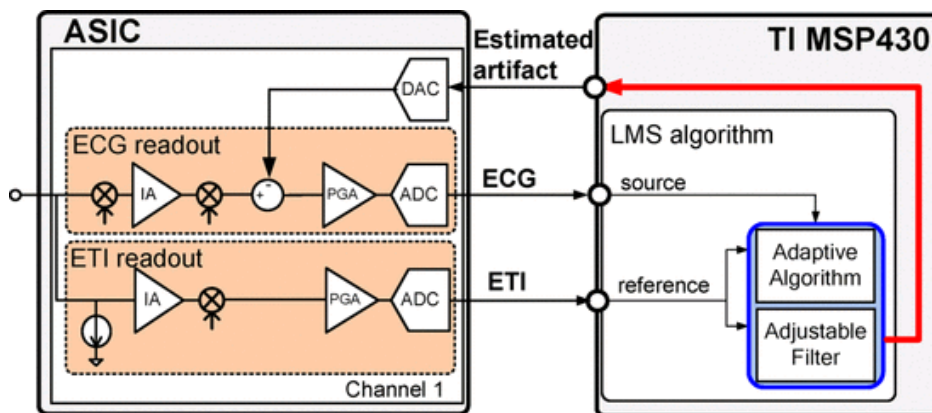 ASIC
Estimated
artifact
TI MSP430
DAC
LMS algorithm
ECG readout
IA
+
-
PGA
ADC
ECG
source
ETI readout
IA
PGA
ADC
ETI
reference
Adaptive
Algorithm
Adjustable
Filter
Channel 1